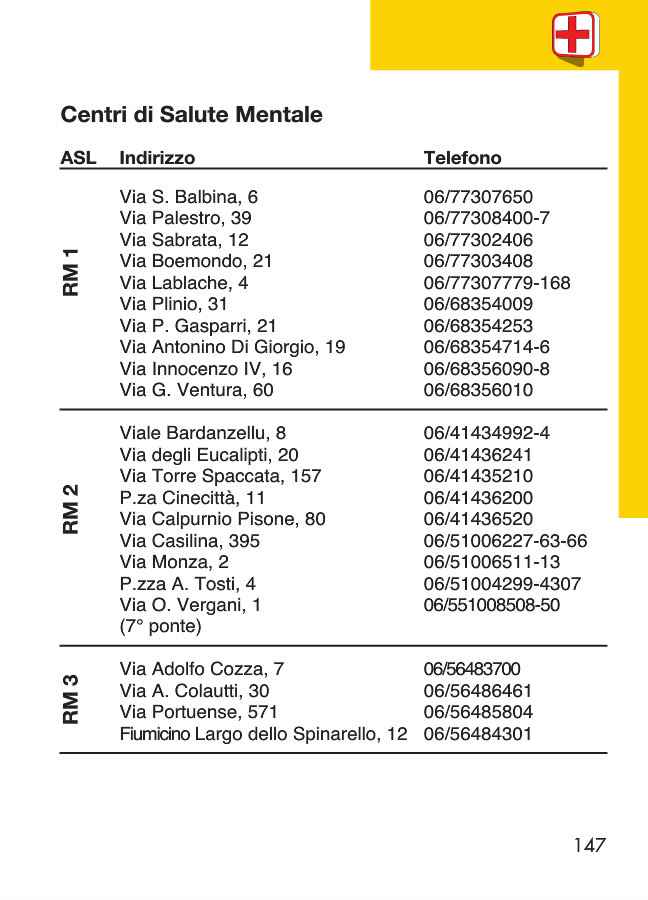 Centri di Salute Mentale
ASL Indirizzo Telefono
RM 1
Via S. Balbina, 6 06/77307650
Via Palestro, 39 06/77308400-7
Via Sabrata, 12 06/77302406
Via Boemondo, 21 06/77303408
Via Lablache, 4 06/77307779-168
Via Plinio, 31 06/68354009
Via P. Gasparri, 21 06/68354253
Via Antonino Di Giorgio, 19 06/68354714-6
Via Innocenzo IV, 16 06/68356090-8
Via G. Ventura, 60 06/68356010
RM 2
Viale Bardanzellu, 8 06/41434992-4
Via degli Eucalipti, 20 06/41436241
Via Torre Spaccata, 157 06/41435210
P.za Cinecittà, 11 06/41436200
Via Calpurnio Pisone, 80 06/41436520
Via Casilina, 395 06/51006227-63-66
Via Monza, 2 06/51006511-13
P.zza A. Tosti, 4 06/51004299-4307
Via O. Vergani, 1 06/551008508-50
(7° ponte)
RM 3
Via Adolfo Cozza, 7 06/56483700
Via A. Colautti, 30 06/56486461
Via Portuense, 571 06/56485804
Fiumicino Largo dello Spinarello, 12 06/56484301
147